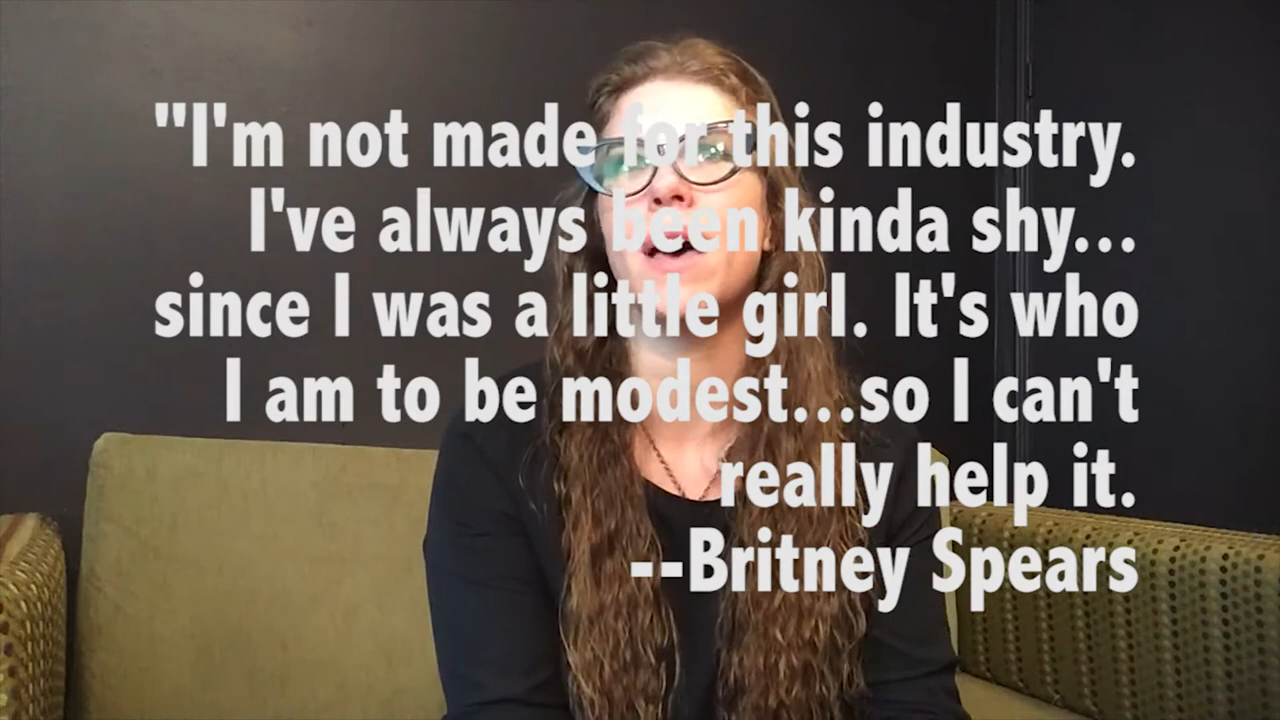 "I'm not made for this industry.
I've always been kinda shy...
since I was a little girl. It's who
I am to be modest...so I can't
really help it.
--Britney Spears